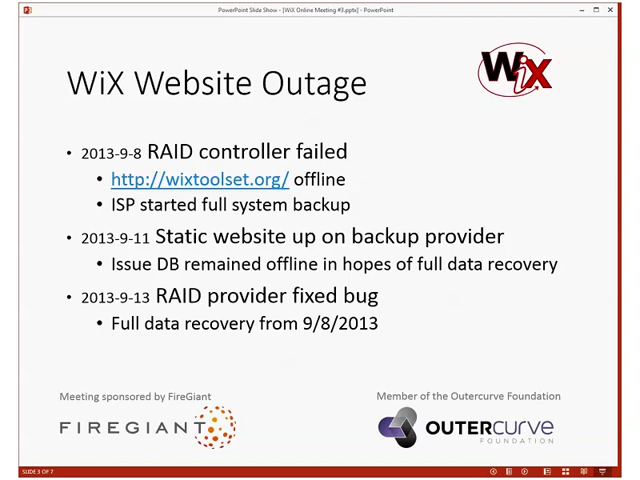 PowerPoint Slide Show - [WiX Online Meeting #3.pptx] - PowerPoint
WiX Website Outage
WiX
• 2013-9-8 RAID controller failed
• http://wixtoolset.org/ offline
• ISP started full system backup
• 2013-9-11 Static website up on backup provider
• Issue DB remained offline in hopes of full data recovery
• 2013-9-13 RAID provider fixed bug
• Full data recovery from 9/8/2013
Meeting sponsored by FireGiant
FIREGIANT
Member of the Outercurve Foundation
OUTERCURVE
FOUNDATION
SLIDE 3 OF 7